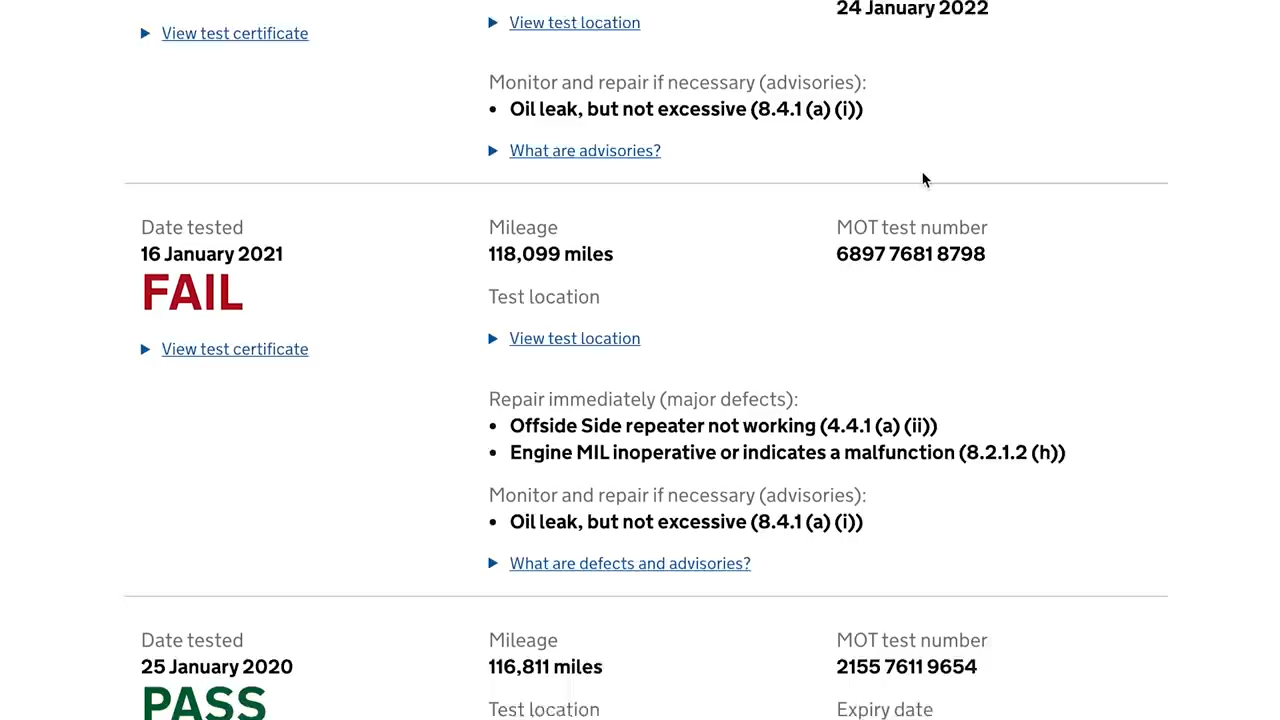 24 January 2022
View test location
View test certificate
Monitor and repair if necessary (advisories):
• Oil leak, but not excessive (8.4.1 (a) (i))
What are advisories?
Date tested
Mileage
MOT test number
16 January 2021
118,099 miles
6897 7681 8798
FAIL
Test location
View test location
View test certificate
Repair immediately (major defects):
• Offside Side repeater not working (4.4.1 (a) (ii))
• Engine MIL inoperative or indicates a malfunction (8.2.1.2 (h))
Monitor and repair if necessary (advisories):
• Oil leak, but not excessive (8.4.1 (a) (i))
What are defects and advisories?
Date tested
Mileage
MOT test number
25 January 2020
116,811 miles
2155 7611 9654
PASS
Test location
Expiry date